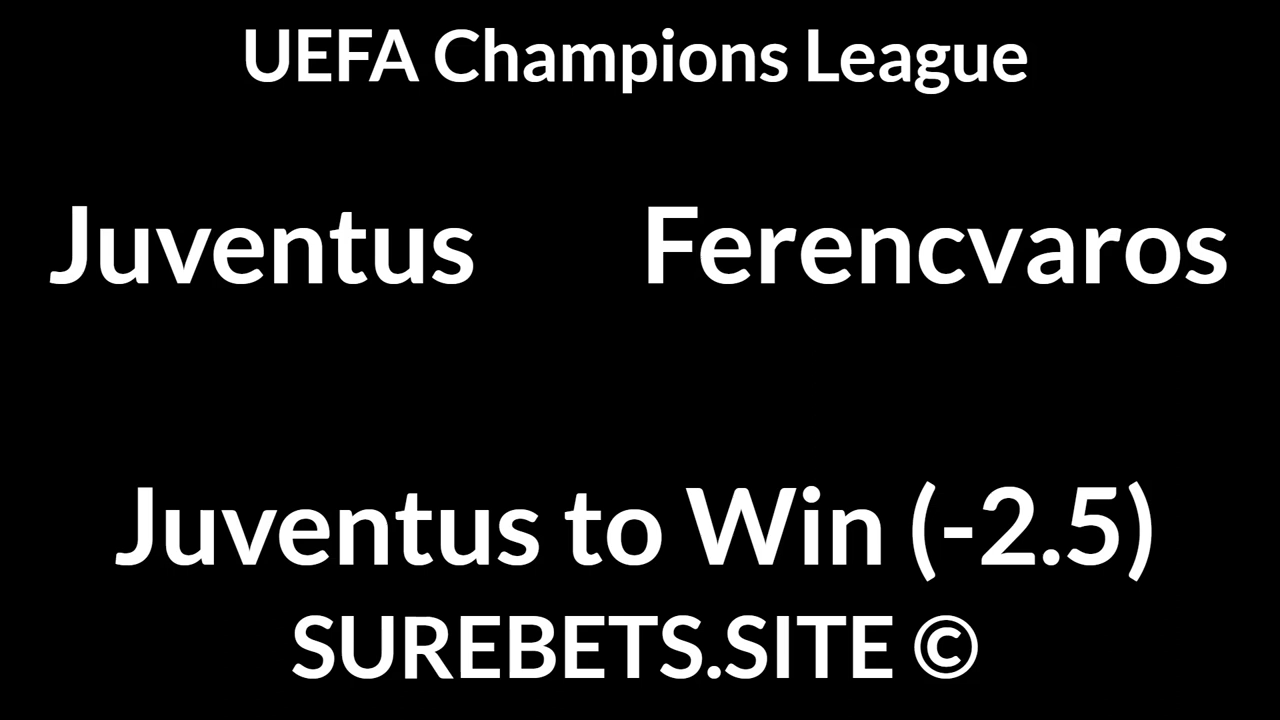 UEFA Champions League
Juventus Ferencvaros
Juventus to Win (-2.5)
SUREBETS.SITE ©